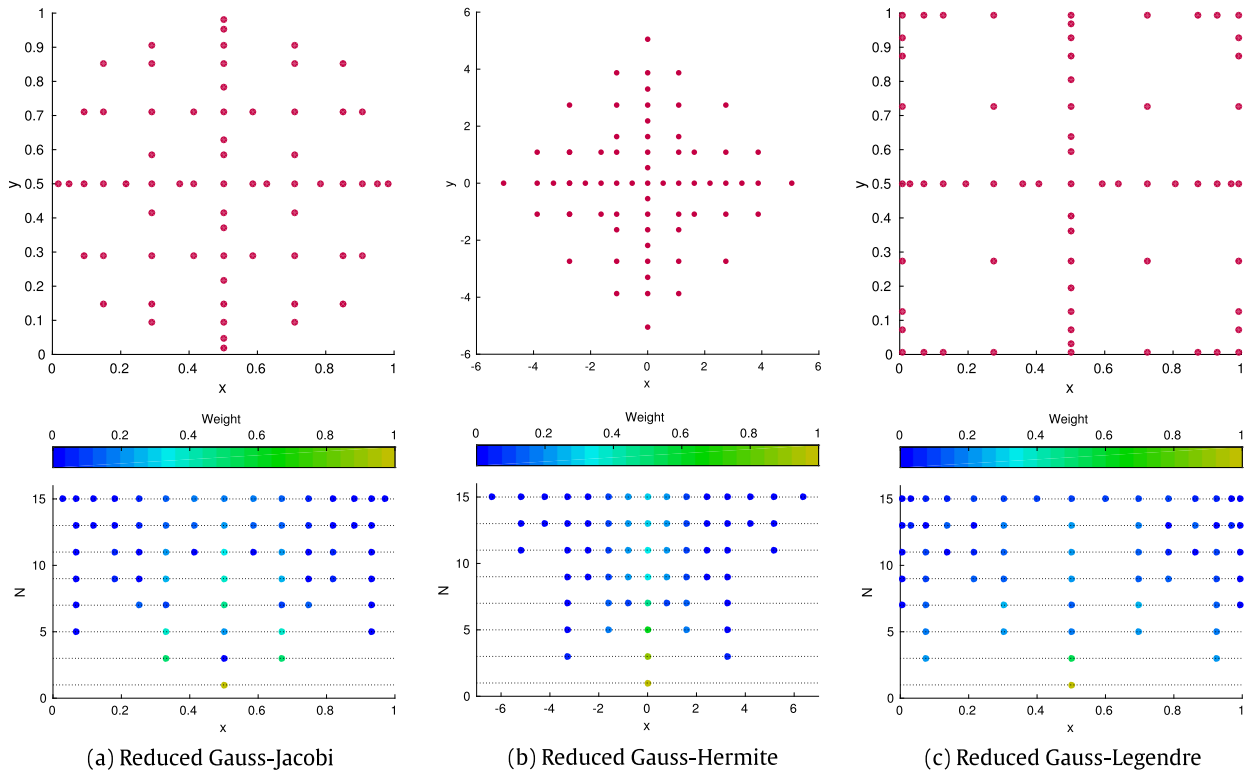 1
0.9
0.8
0.7
0.6
0.5
0.4
0.3
0.2
0.1
0
y
0 0.2 0.4 0.6 0.8 1
x
6
4
2
0
-2
-4
-6
y
-6 -4 -2 0 2 4 6
x
1
0.9
0.8
0.7
0.6
0.5
0.4
0.3
0.2
0.1
0
y
0 0.2 0.4 0.6 0.8 1
x
Weight
0 0.2 0.4 0.6 0.8 1
15
10
5
0
N
0 0.2 0.4 0.6 0.8 1
x
Weight
0 0.2 0.4 0.6 0.8 1
15
10
5
0
N
-6 -4 -2 0 2 4 6
x
Weight
0 0.2 0.4 0.6 0.8 1
15
10
5
0
N
0 0.2 0.4 0.6 0.8 1
x
(a) Reduced Gauss-Jacobi
(b) Reduced Gauss-Hermite
(c) Reduced Gauss-Legendre